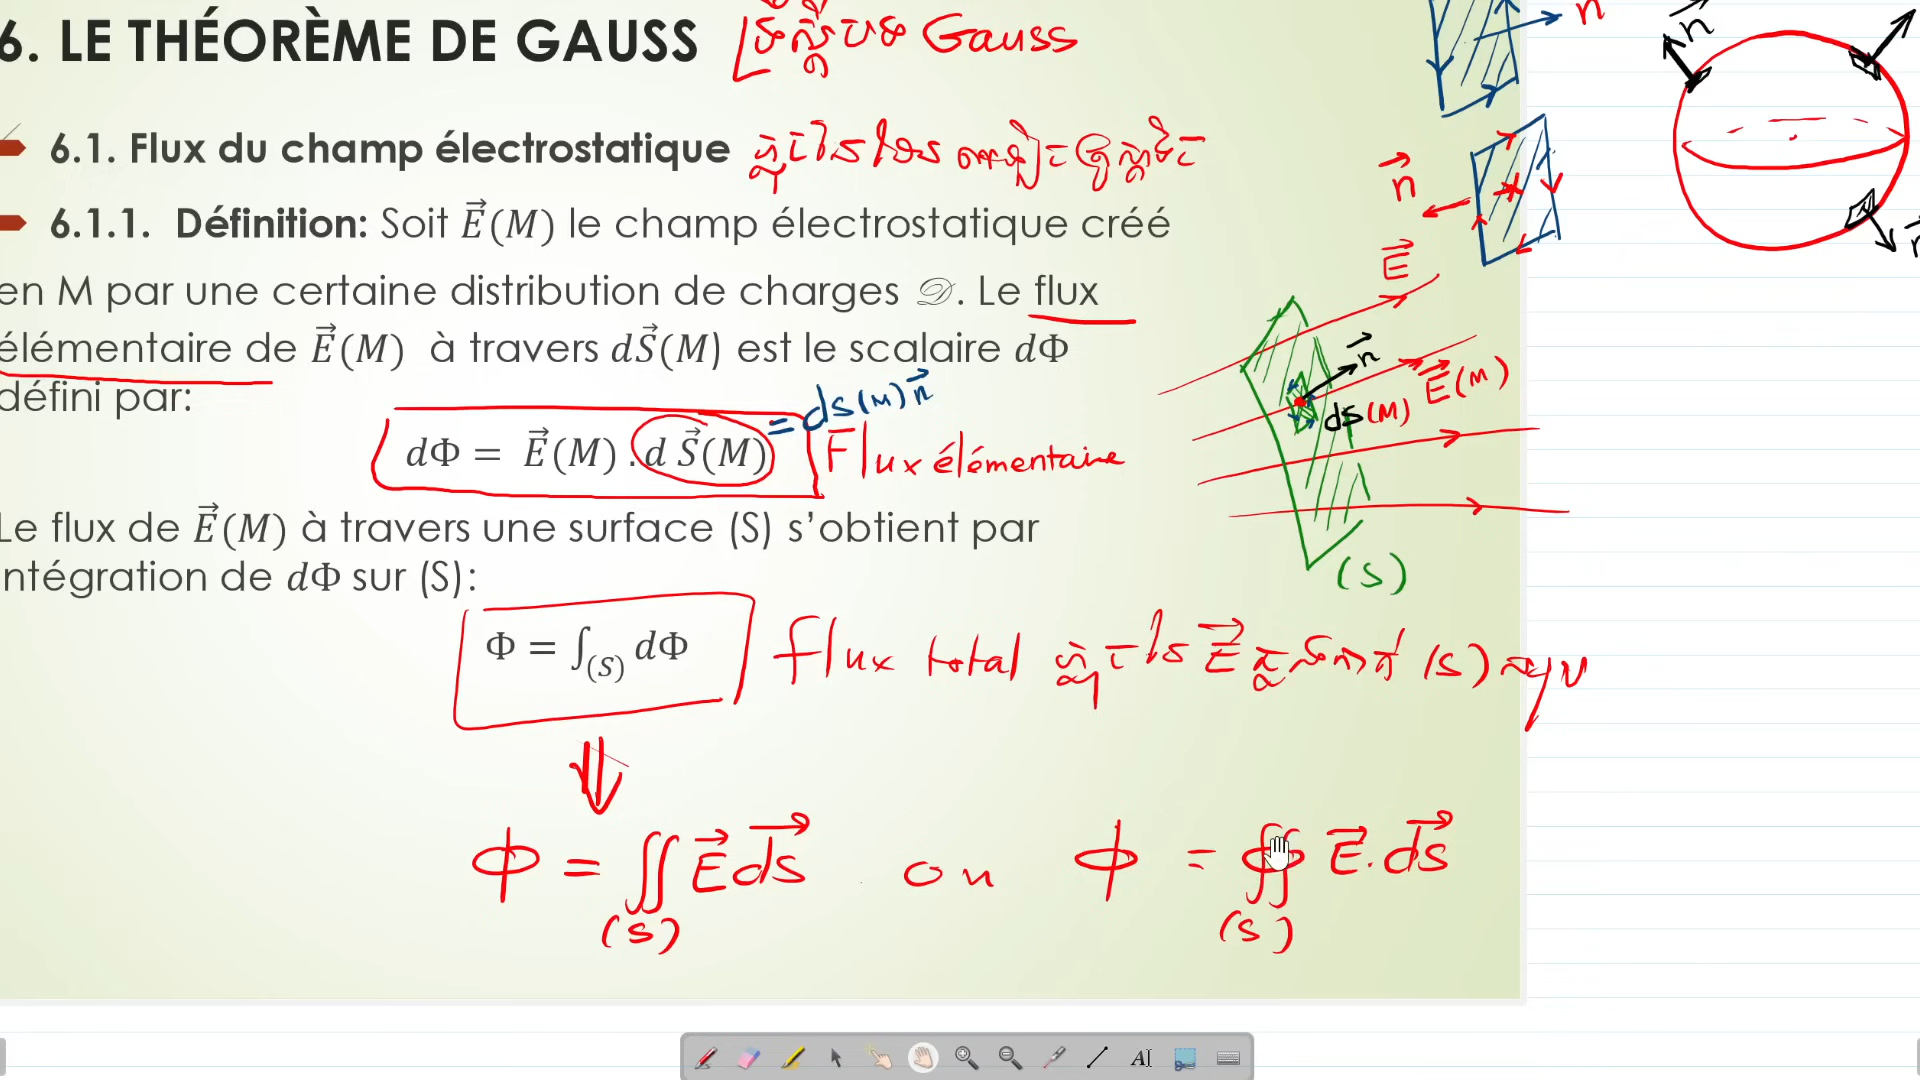 6. LE THÉORÈME DE GAUSS
Gauss
n
n
6.1. Flux du champ électrostatique
n
6.1.1. Définition: Soit E⃗(M) le champ électrostatique créé
E⃗
en M par une certaine distribution de charges 𝒟. Le flux
élémentaire de E⃗(M) à travers dS⃗(M) est le scalaire dΦ
n
E⃗(M)
ds(M)
défini par:
= ds(M) n⃗
dΦ = E⃗(M) . d S⃗(M)
Flux élémentaire
Le flux de E⃗(M) à travers une surface (S) s’obtient par
intégration de dΦ sur (S):
(S)
Φ = ∫(S) dΦ
Flux total
E⃗
(S)
ϕ = ∬(S) E⃗ ds⃗ ou ϕ = ∯(S) E⃗ . ds⃗